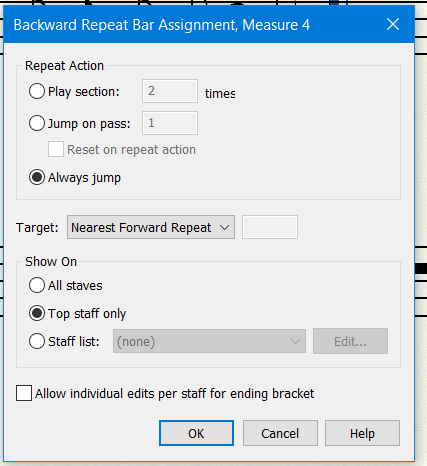 Backward Repeat Bar Assignment, Measure 4
Repeat Action
Play section: 2 times
Jump on pass: 1
Reset on repeat action
Always jump
Target: Nearest Forward Repeat
Show On
All staves
Top staff only
Staff list: (none) Edit...
Allow individual edits per staff for ending bracket
OK Cancel Help